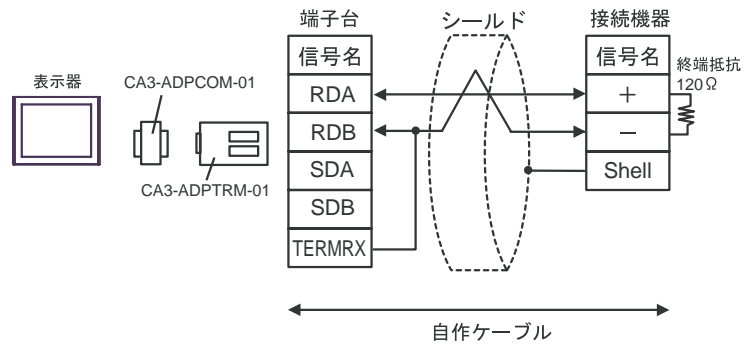 端子台
シールド
接続機器
信号名
信号名
終端抵抗
120Ω
表示器
CA3-ADPCOM-01
CA3-ADPTRM-01
RDA
+
RDB
−
SDA
Shell
SDB
TERMRX
自作ケーブル